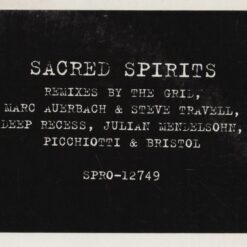 SACRED SPIRITS
REMIXES BY THE GRID,
MARC AUERBACH & STEVE TRAVELL,
DEEP RECESS, JULIAN MENDELSOHN,
PICCHIOTTI & BRISTOL
SPRO-12749